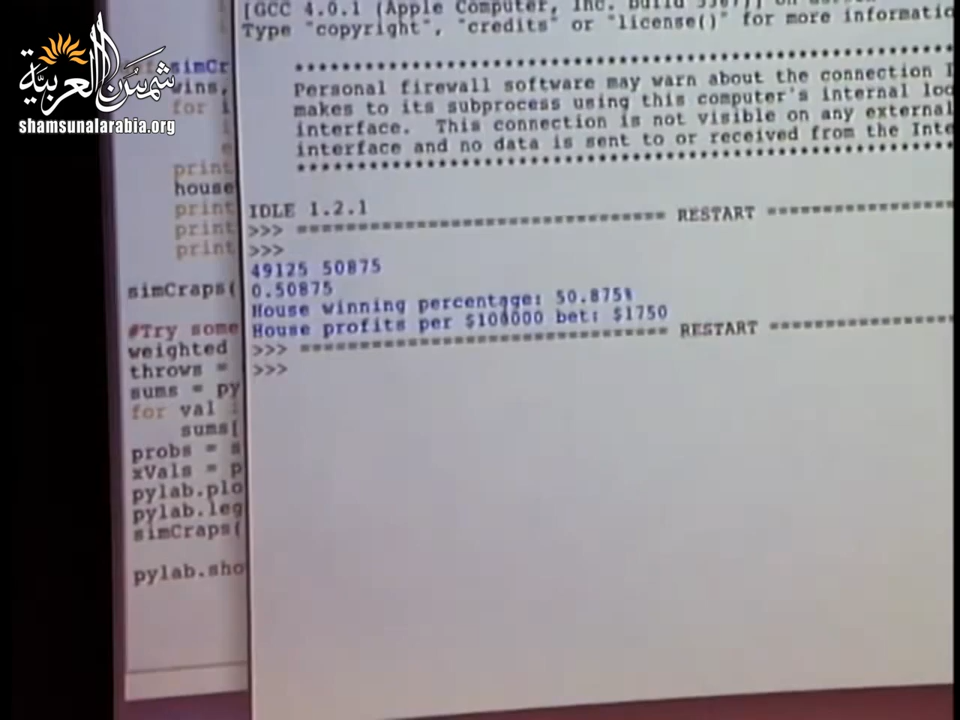 شمس العربية
shamsunalarabia.org
[GCC 4.0.1 (Apple Computer, Inc. build
Type "copyright", "credits" or "license()" for more informatio
****************************************************************
Personal firewall software may warn about the connection I
makes to its subprocess using this computer's internal loo
interface. This connection is not visible on any external
interface and no data is sent to or received from the Inte
****************************************************************
IDLE 1.2.1
>>> ================================ RESTART ================
>>>
49125 50875
0.50875
House winning percentage: 50.875%
House profits per $100000 bet: $1750
>>> ================================ RESTART ================
>>>
simCr
wins,
for i
print
house
print
print
print
simCraps(
#Try some
weighted
throws =
sums = py
for val
sums[
probs = s
xVals = p
pylab.plo
pylab.leg
simCraps(
pylab.sho